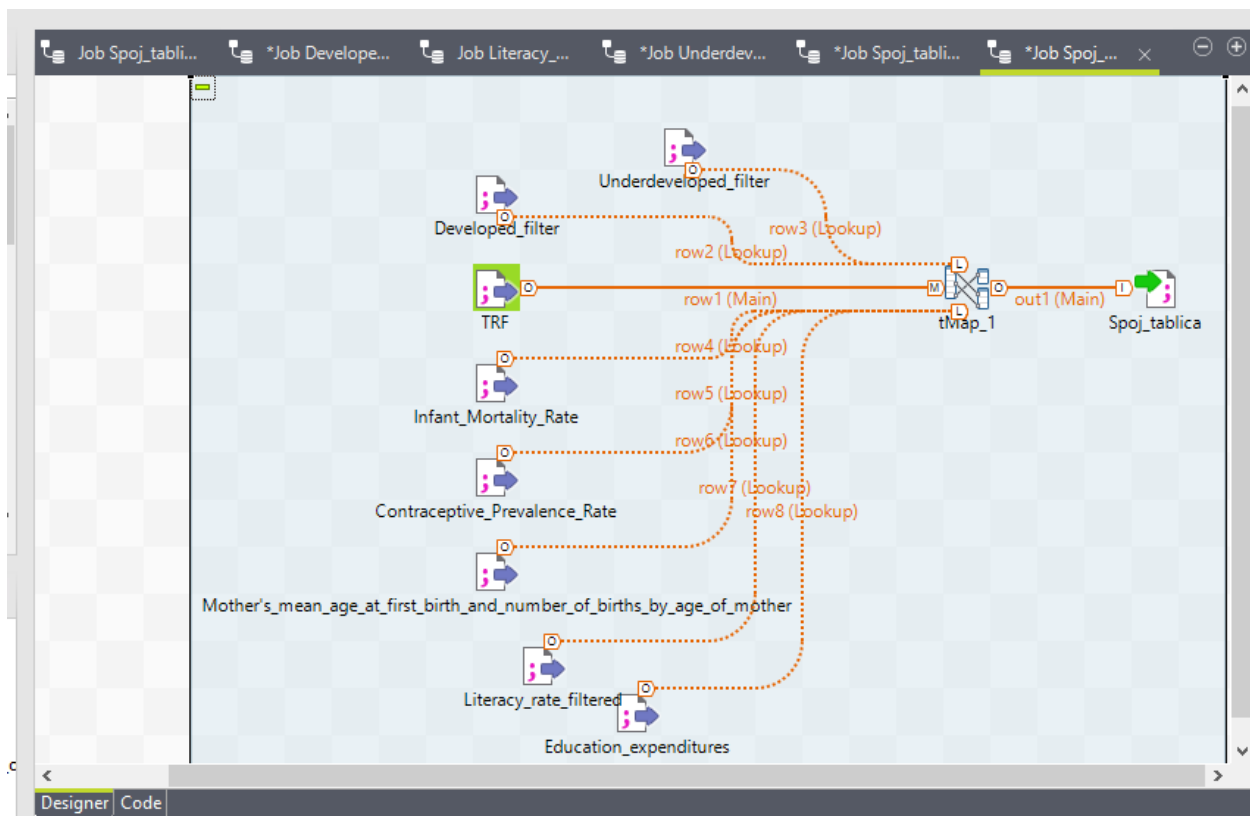 Job Spoj_tabli...
*Job Develope...
Job Literacy_...
*Job Underdev...
*Job Spoj_tabli...
*Job Spoj_...
Underdeveloped_filter
Developed_filter
row3 (Lookup)
row2 (Lookup)
row1 (Main)
out1 (Main)
TRF
tMap_1
Spoj_tablica
row4 (Lookup)
row5 (Lookup)
Infant_Mortality_Rate
row6 (Lookup)
row7 (Lookup)
Contraceptive_Prevalence_Rate
row8 (Lookup)
Mother's_mean_age_at_first_birth_and_number_of_births_by_age_of_mother
Literacy_rate_filtered
Education_expenditures
Designer
Code